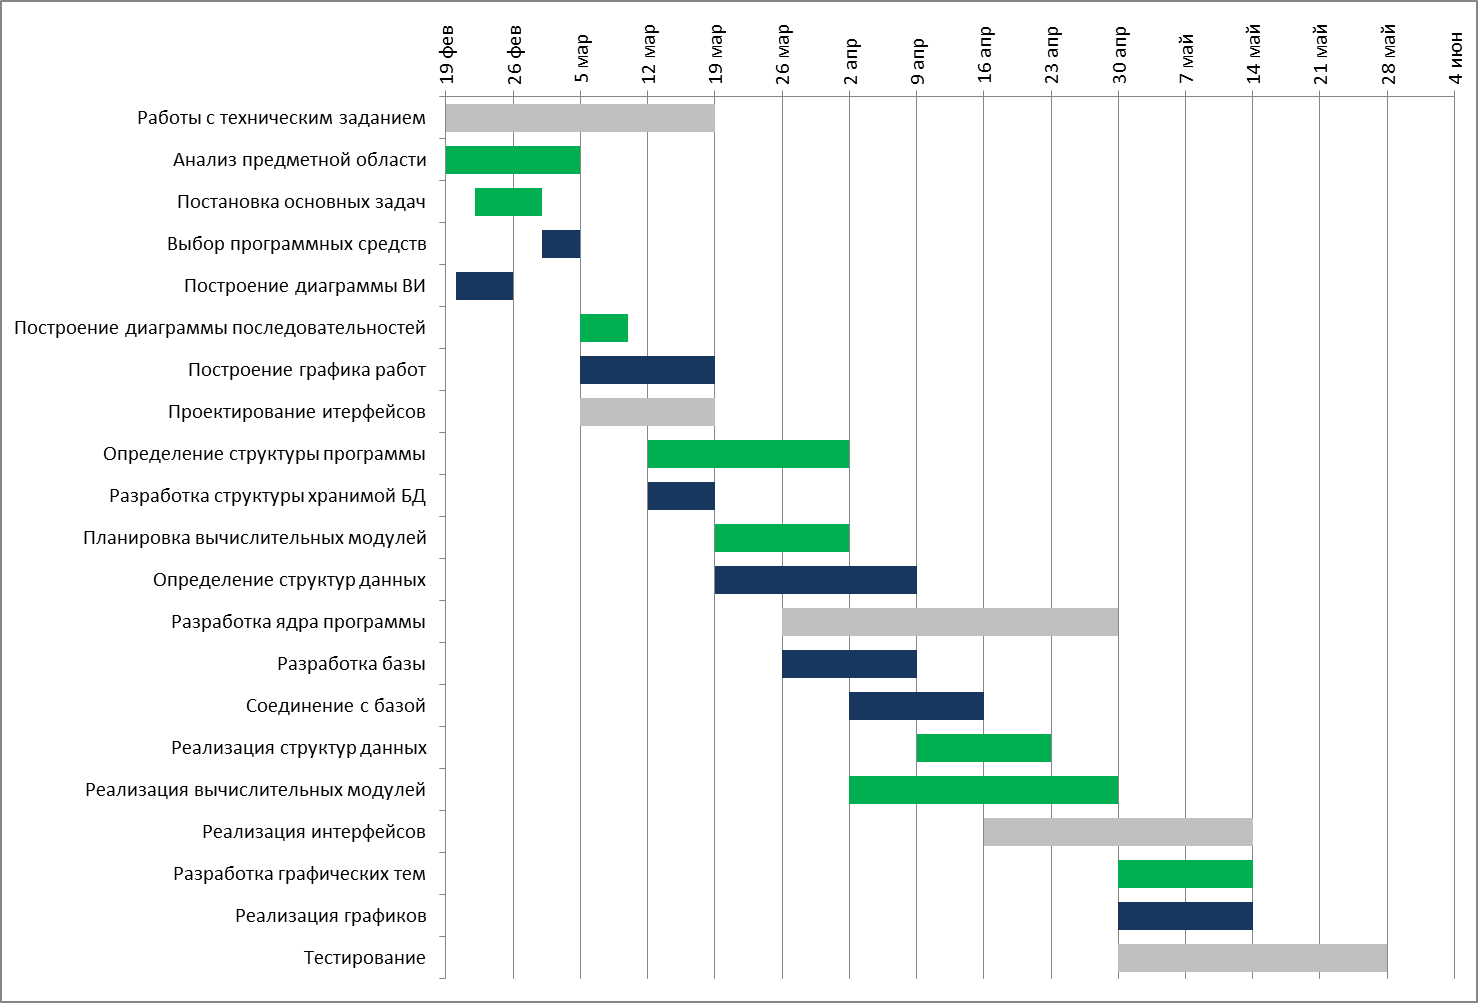 19 фев
26 фев
5 мар
12 мар
19 мар
26 мар
2 апр
9 апр
16 апр
23 апр
30 апр
7 май
14 май
21 май
28 май
4 июн
Работы с техническим заданием
Анализ предметной области
Постановка основных задач
Выбор программных средств
Построение диаграммы ВИ
Построение диаграммы последовательностей
Построение графика работ
Проектирование итерфейсов
Определение структуры программы
Разработка структуры хранимой БД
Планировка вычислительных модулей
Определение структур данных
Разработка ядра программы
Разработка базы
Соединение с базой
Реализация структур данных
Реализация вычислительных модулей
Реализация интерфейсов
Разработка графических тем
Реализация графиков
Тестирование